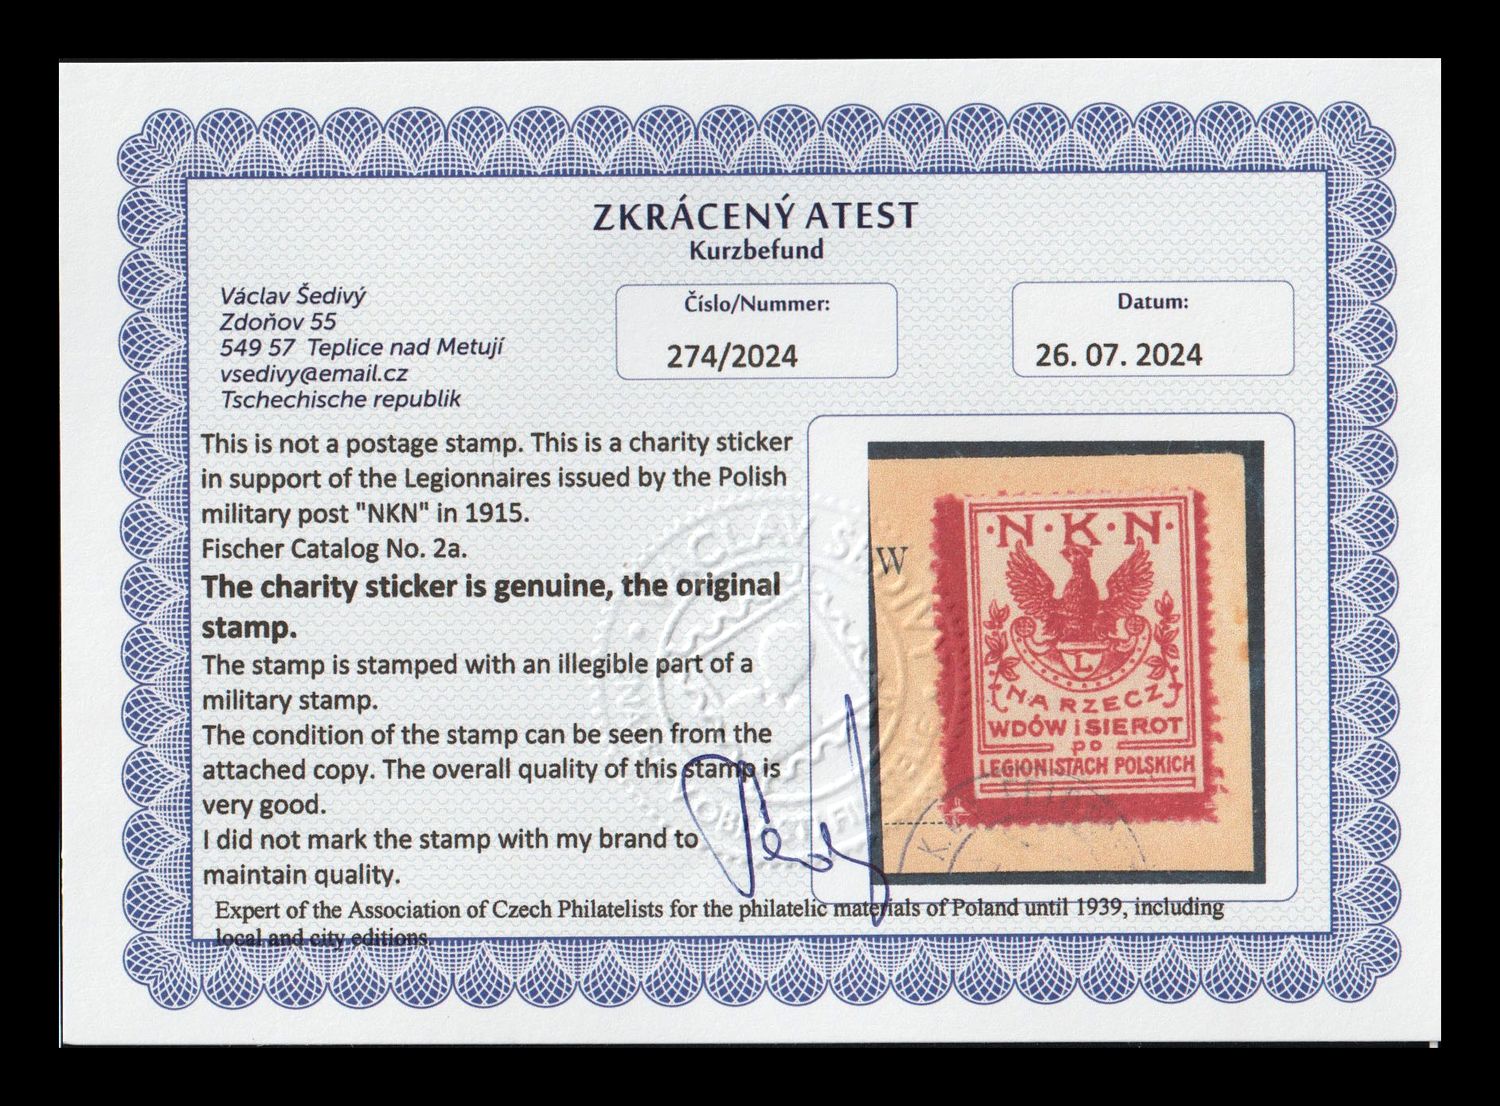 ZKRÁCENÝ ATEST
Kurzbefund
Václav Šedivý
Zdoňov 55
549 57 Teplice nad Metují
vsedivy@email.cz
Tschechische republik
Číslo/Nummer:
274/2024
Datum:
26. 07. 2024
This is not a postage stamp. This is a charity sticker
in support of the Legionnaires issued by the Polish
military post "NKN" in 1915.
Fischer Catalog No. 2a.
The charity sticker is genuine, the original
stamp.
The stamp is stamped with an illegible part of a
military stamp.
The condition of the stamp can be seen from the
attached copy. The overall quality of this stamp is
very good.
I did not mark the stamp with my brand to
maintain quality.
Expert of the Association of Czech Philatelists for the philatelic materials of Poland until 1939, including
local and city editions
W
·N·K·N·
L
NA RZECZ
WDÓW i SIEROT
PO
LEGIONISTACH POLSKICH